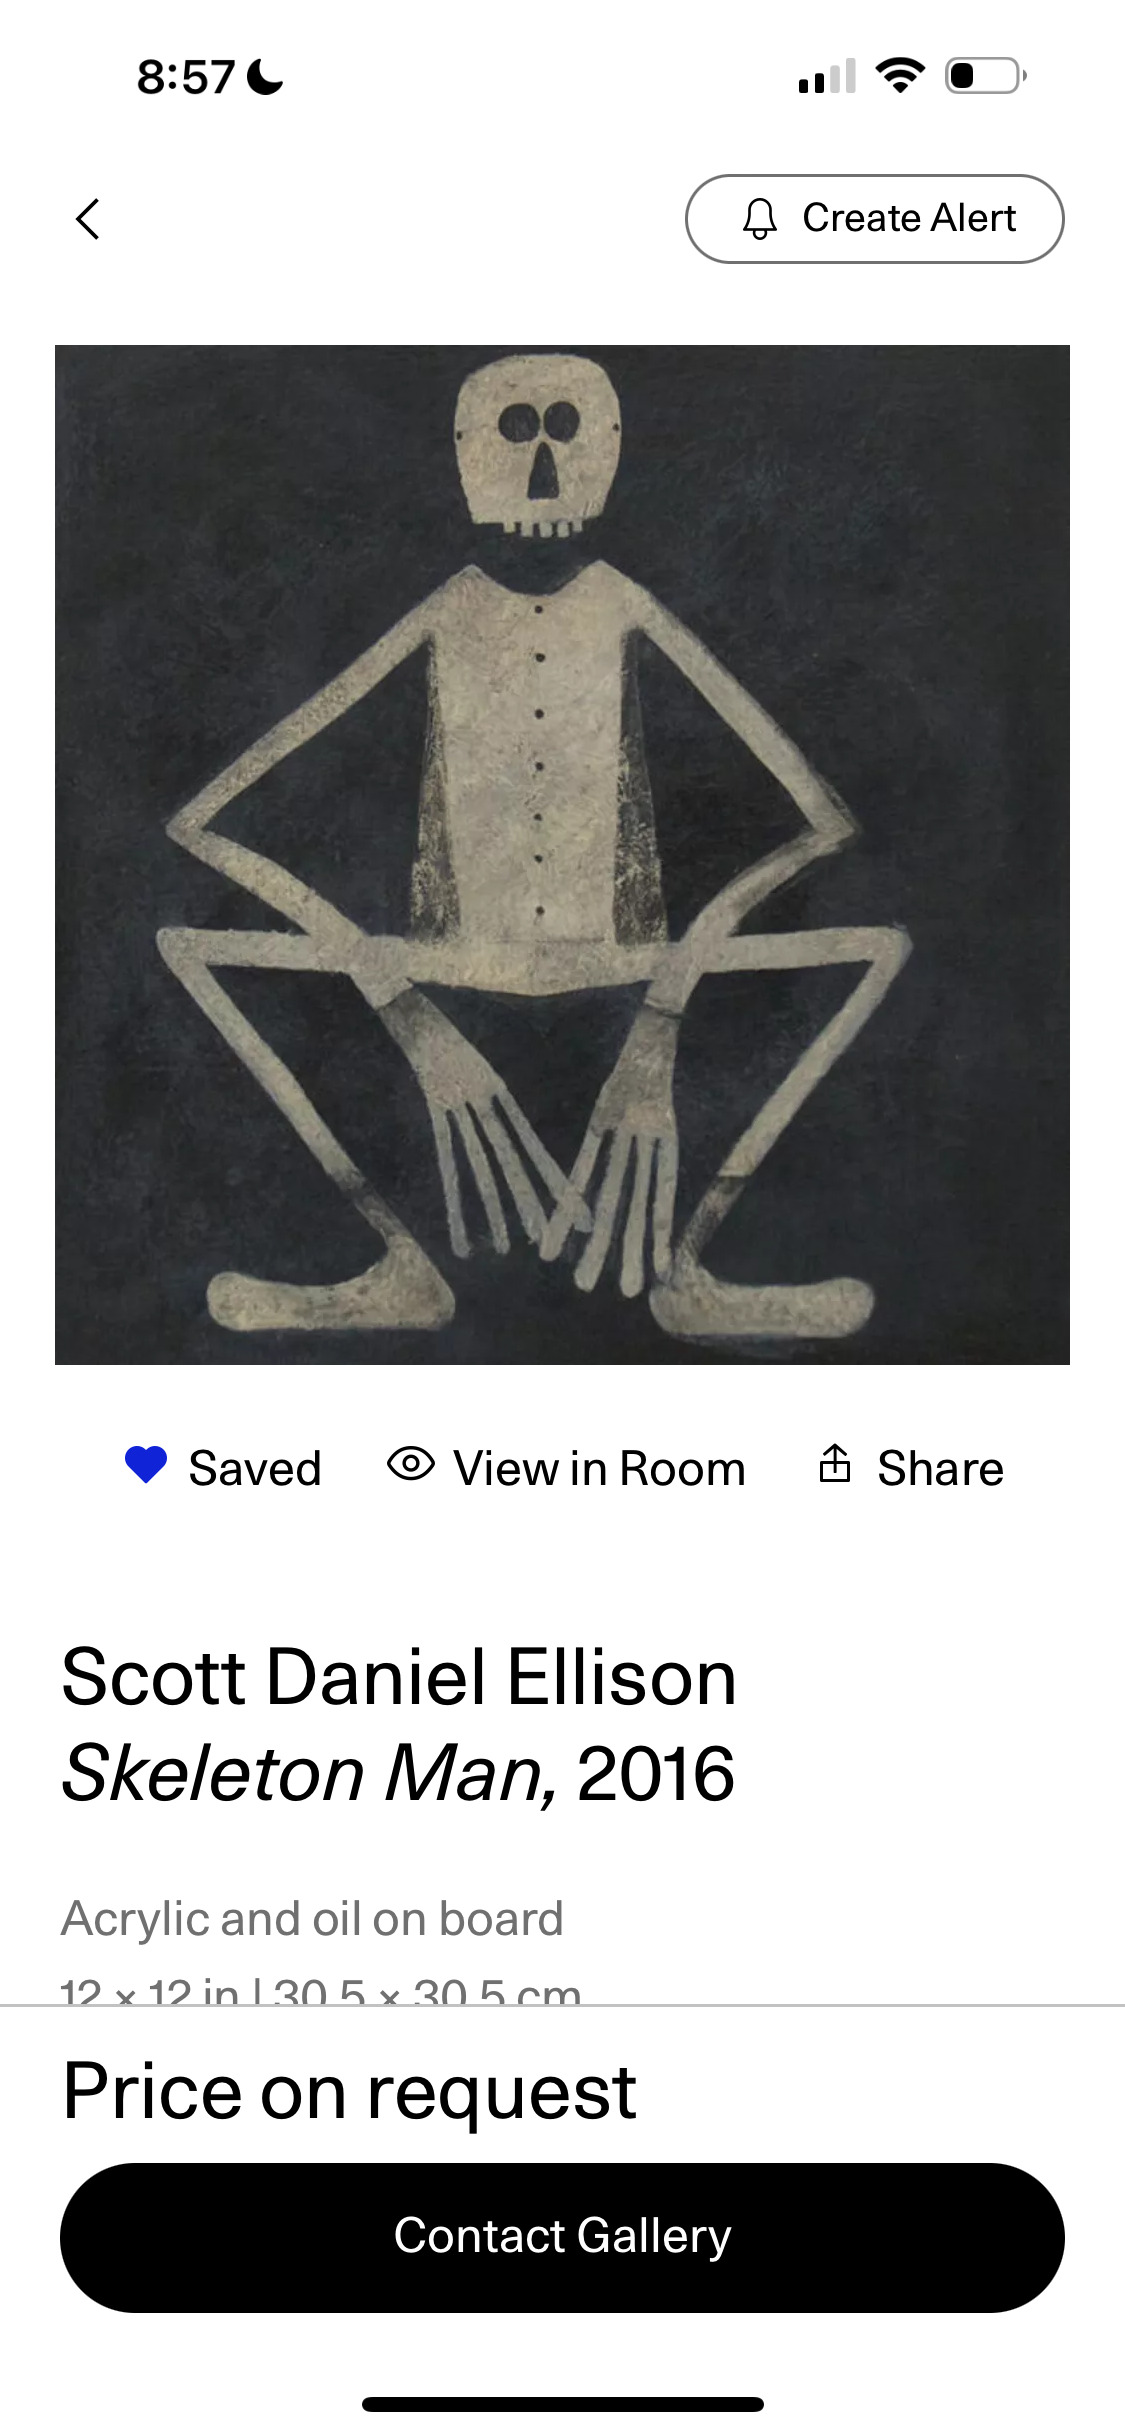 8:57
Create Alert
Saved
View in Room
Share
Scott Daniel Ellison
Skeleton Man, 2016
Acrylic and oil on board
12 × 12 in | 30.5 × 30.5 cm
Price on request
Contact Gallery